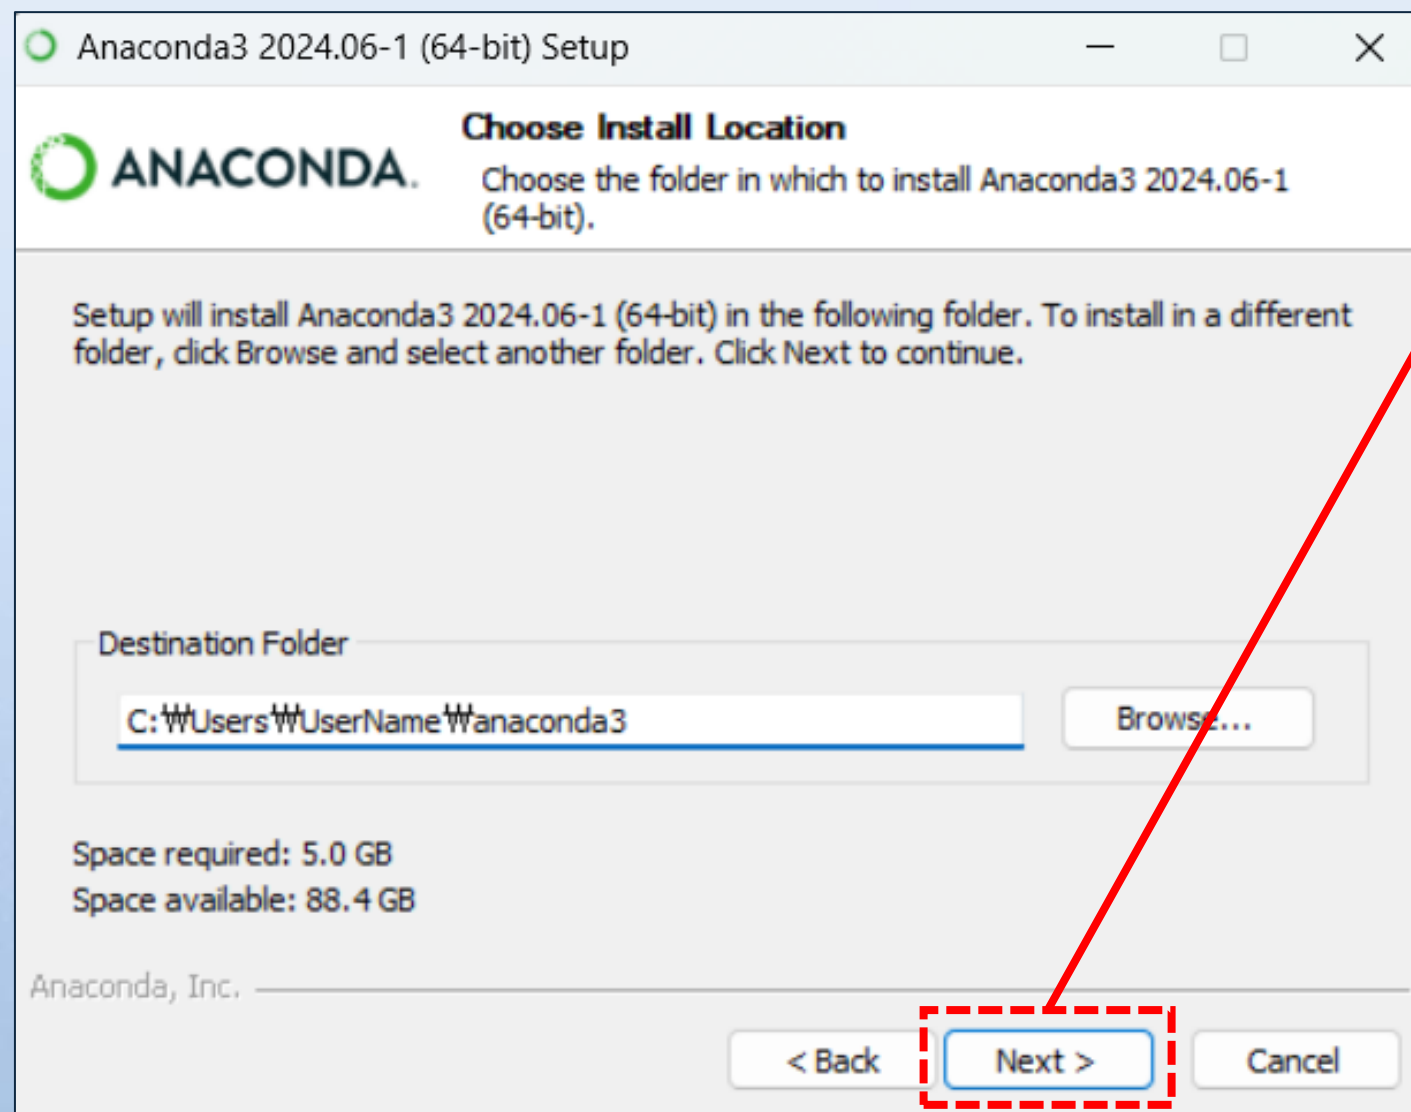 Anaconda3 2024.06-1 (64-bit) Setup
ANACONDA.
Choose Install Location
Choose the folder in which to install Anaconda3 2024.06-1
(64-bit).
Setup will install Anaconda3 2024.06-1 (64-bit) in the following folder. To install in a different
folder, click Browse and select another folder. Click Next to continue.
Destination Folder
C:₩Users₩UserName₩anaconda3
Browse...
Space required: 5.0 GB
Space available: 88.4 GB
Anaconda, Inc.
< Back
Next >
Cancel